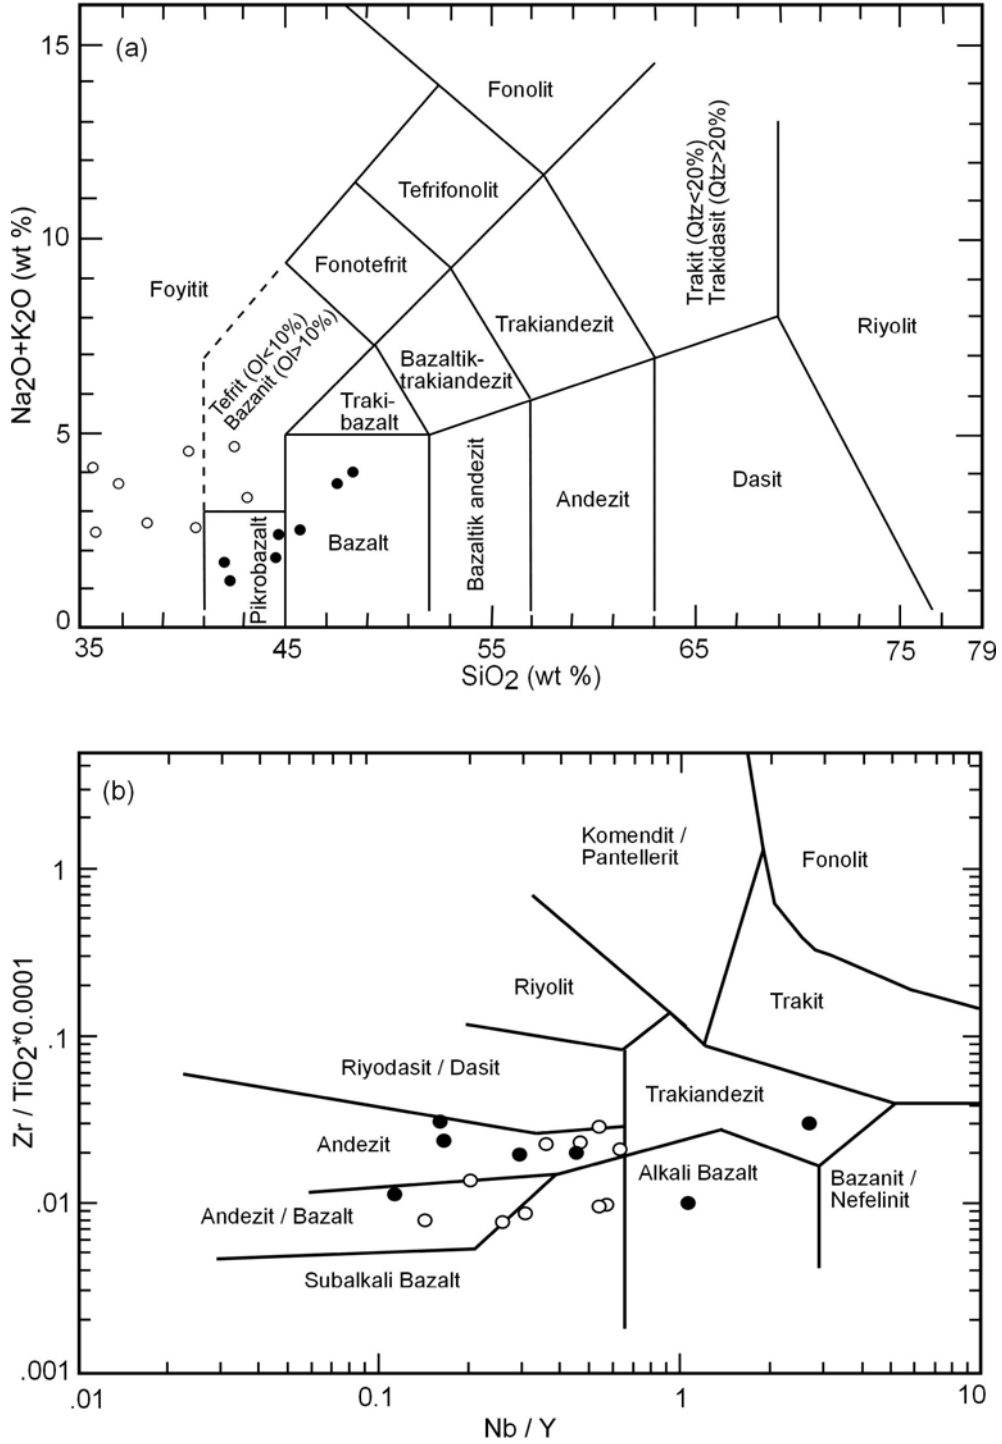 (a)
15
10
5
0
Na2O+K2O (wt %)
Fonolit
Tefrifonolit
Fonotefrit
Foyitit
Tefrit (Ol<10%)
Bazanit (Ol>10%)
Trakit (Qtz<20%)
Trakidasit (Qtz>20%)
Riyolit
Trakiandezit
Bazaltik-
trakiandezit
Traki-
bazalt
Dasit
Andezit
Bazaltik andezit
Bazalt
Pikrobazalt
35 45 55 65 75 79
SiO2 (wt %)
(b)
1
.1
.01
.001
Zr / TiO2*0.0001
Komendit /
Pantellerit
Fonolit
Riyolit
Trakit
Riyodasit / Dasit
Trakiandezit
Andezit
Alkali Bazalt
Bazanit /
Nefelinit
Andezit / Bazalt
Subalkali Bazalt
.01 0.1 1 10
Nb / Y